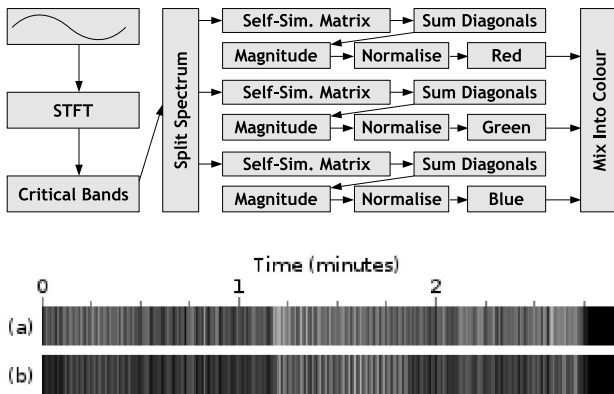 Self-Sim. Matrix
Sum Diagonals
Magnitude
Normalise
Red
STFT
Critical Bands
Split Spectrum
Self-Sim. Matrix
Sum Diagonals
Magnitude
Normalise
Green
Self-Sim. Matrix
Sum Diagonals
Magnitude
Normalise
Blue
Mix Into Colour
Time (minutes)
0 1 2
(a)
(b)